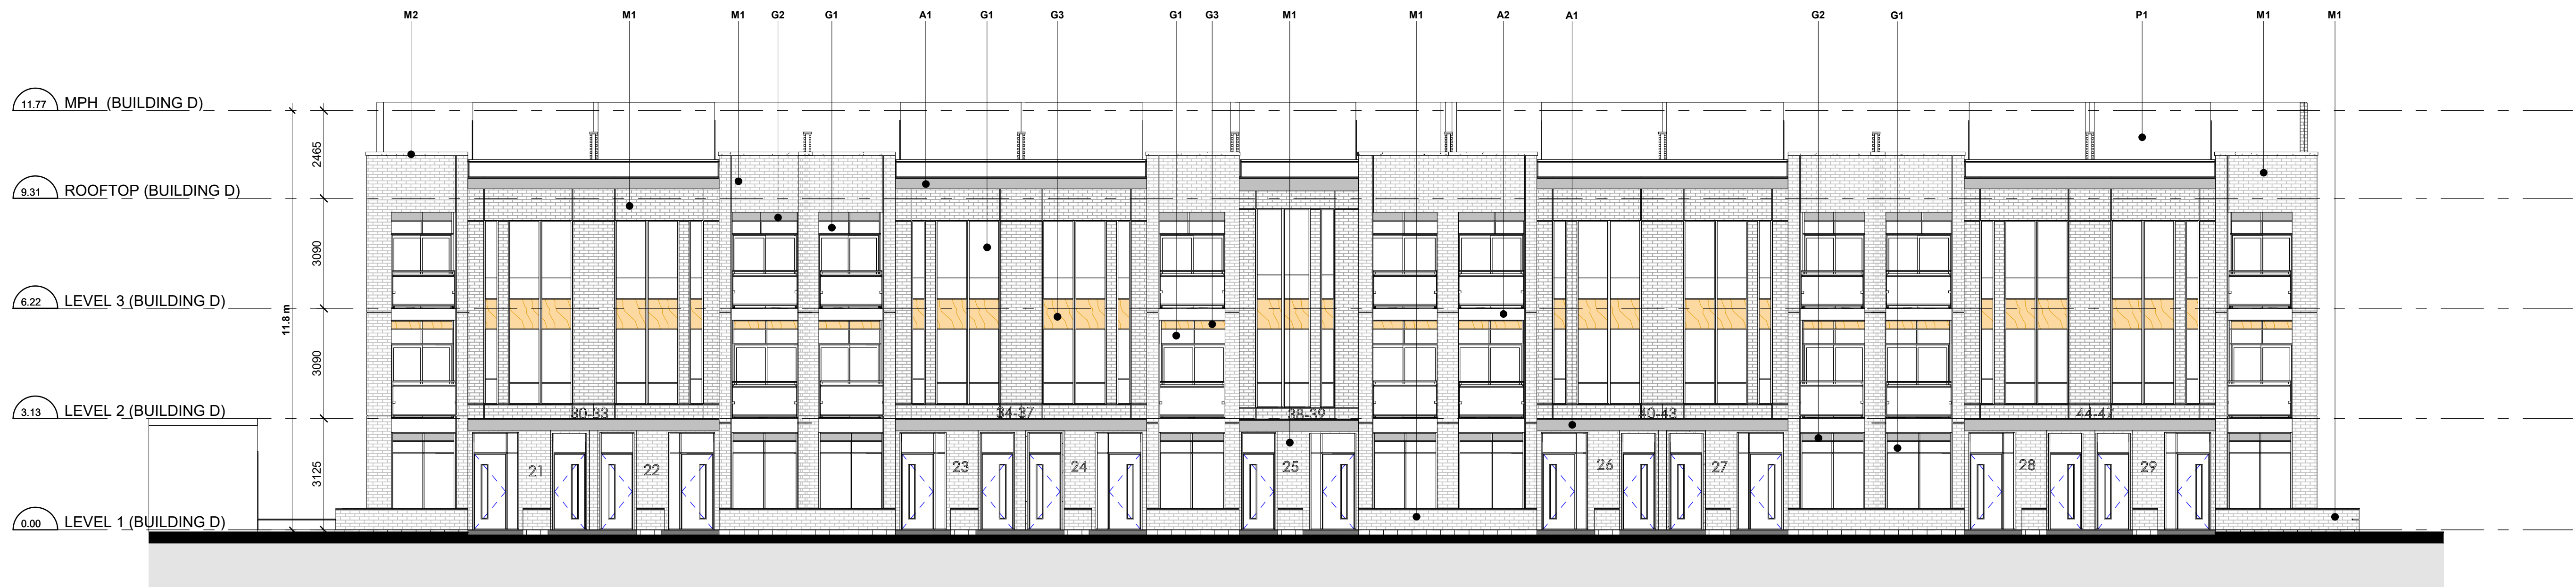 M2 M1 M1 G2 G1 A1 G1 G3 G1 G3 M1 M1 A2 A1 G2 G1 P1 M1 M1
11.77 MPH (BUILDING D)
2465
9.31 ROOFTOP (BUILDING D)
3090
6.22 LEVEL 3 (BUILDING D)
11.8 m
3090
3.13 LEVEL 2 (BUILDING D)
30-33 34-37 38-39 40-43 44-47
3125
21 22 23 24 25 26 27 28 29
0.00 LEVEL 1 (BUILDING D)